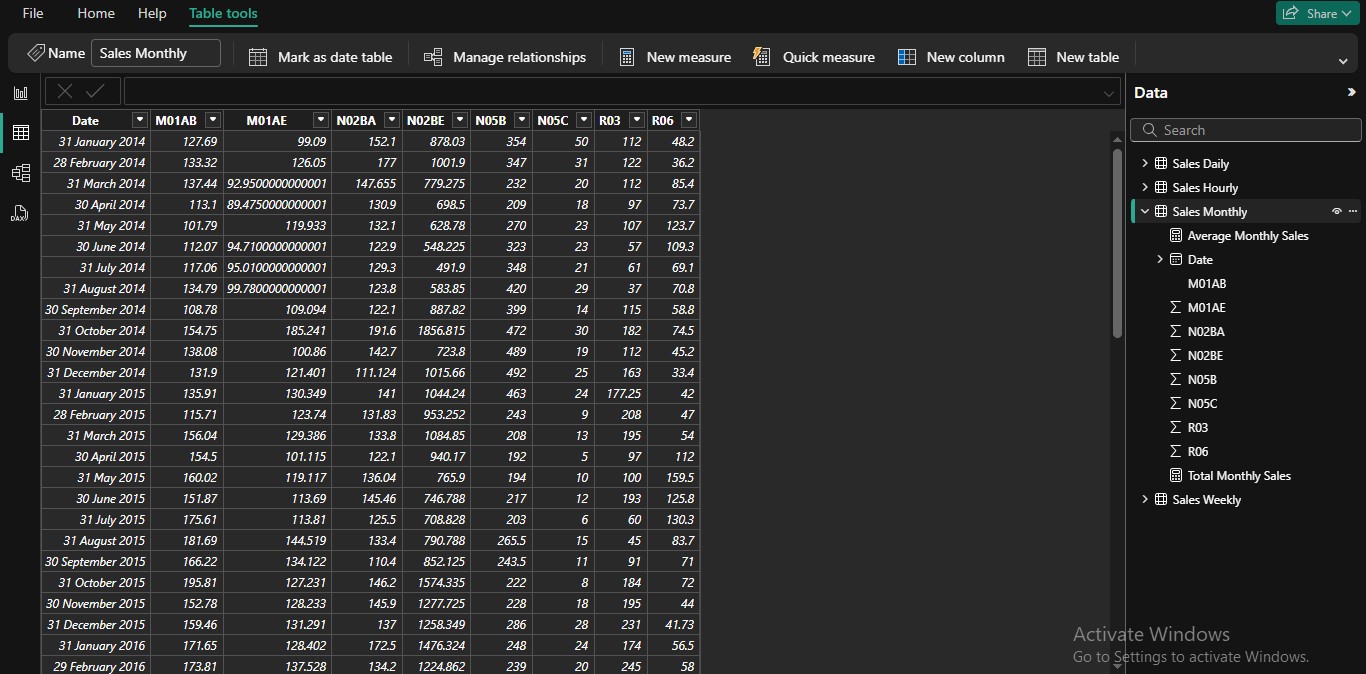 File Home Help Table tools Share
Name Sales Monthly Mark as date table Manage relationships New measure Quick measure New column New table
Data
Date M01AB M01AE N02BA N02BE N05B N05C R03 R06
Search
31 January 2014 127.69 99.09 152.1 878.03 354 50 112 48.2
28 February 2014 133.32 126.05 177 1001.9 347 31 122 36.2
31 March 2014 137.44 92.9500000000001 147.655 779.275 232 20 112 85.4
30 April 2014 113.1 89.4750000000001 130.9 698.5 209 18 97 73.7
31 May 2014 101.79 119.933 132.1 628.78 270 23 107 123.7
30 June 2014 112.07 94.7100000000001 122.9 548.225 323 23 57 109.3
31 July 2014 117.06 95.0100000000001 129.3 491.9 348 21 61 69.1
31 August 2014 134.79 99.7800000000001 123.8 583.85 420 29 37 70.8
30 September 2014 108.78 109.094 122.1 887.82 399 14 115 58.8
31 October 2014 154.75 185.241 191.6 1856.815 472 30 182 74.5
30 November 2014 138.08 100.86 142.7 723.8 489 19 112 45.2
31 December 2014 131.9 121.401 111.124 1015.66 492 25 163 33.4
31 January 2015 135.91 130.349 141 1044.24 463 24 177.25 42
28 February 2015 115.71 123.74 131.83 953.252 243 9 208 47
31 March 2015 156.04 129.386 133.8 1084.85 208 13 195 54
30 April 2015 154.5 101.115 122.1 940.17 192 5 97 112
31 May 2015 160.02 119.117 136.04 765.9 194 10 100 159.5
30 June 2015 151.87 113.69 145.46 746.788 217 12 193 125.8
31 July 2015 175.61 113.81 125.5 708.828 203 6 60 130.3
31 August 2015 181.69 144.519 133.4 790.788 265.5 15 45 83.7
30 September 2015 166.22 134.122 110.4 852.125 243.5 11 91 71
31 October 2015 195.81 127.231 146.2 1574.335 222 8 184 72
30 November 2015 152.78 128.233 145.9 1277.725 228 18 195 44
31 December 2015 159.46 131.291 137 1258.349 286 28 231 41.73
31 January 2016 171.65 128.402 172.5 1476.324 248 24 174 56.5
29 February 2016 173.81 137.528 134.2 1224.862 239 20 245 58
Sales Daily
Sales Hourly
Sales Monthly
Average Monthly Sales
Date
M01AB
M01AE
N02BA
N02BE
N05B
N05C
R03
R06
Total Monthly Sales
Sales Weekly
DAX
Activate Windows
Go to Settings to activate Windows.